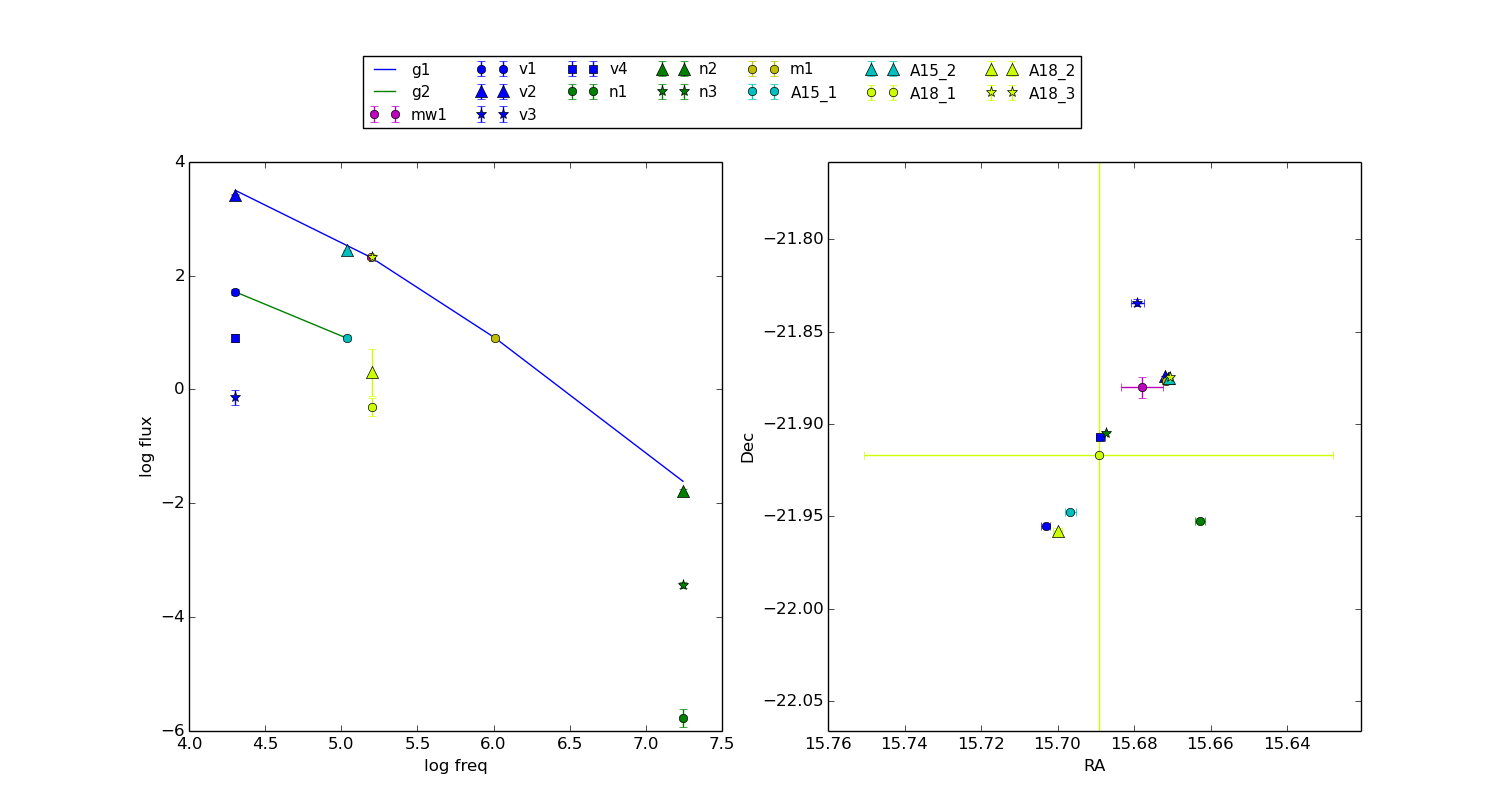 g1 v1 v4 n2 m1 A15_2 A18_2
g2 v2 n1 n3 A15_1 A18_1 A18_3
mw1 v3
4
2
0
−2
−4
−6
log flux
4.0 4.5 5.0 5.5 6.0 6.5 7.0 7.5
log freq
−21.80
−21.85
−21.90
−21.95
−22.00
−22.05
Dec
15.76 15.74 15.72 15.70 15.68 15.66 15.64
RA